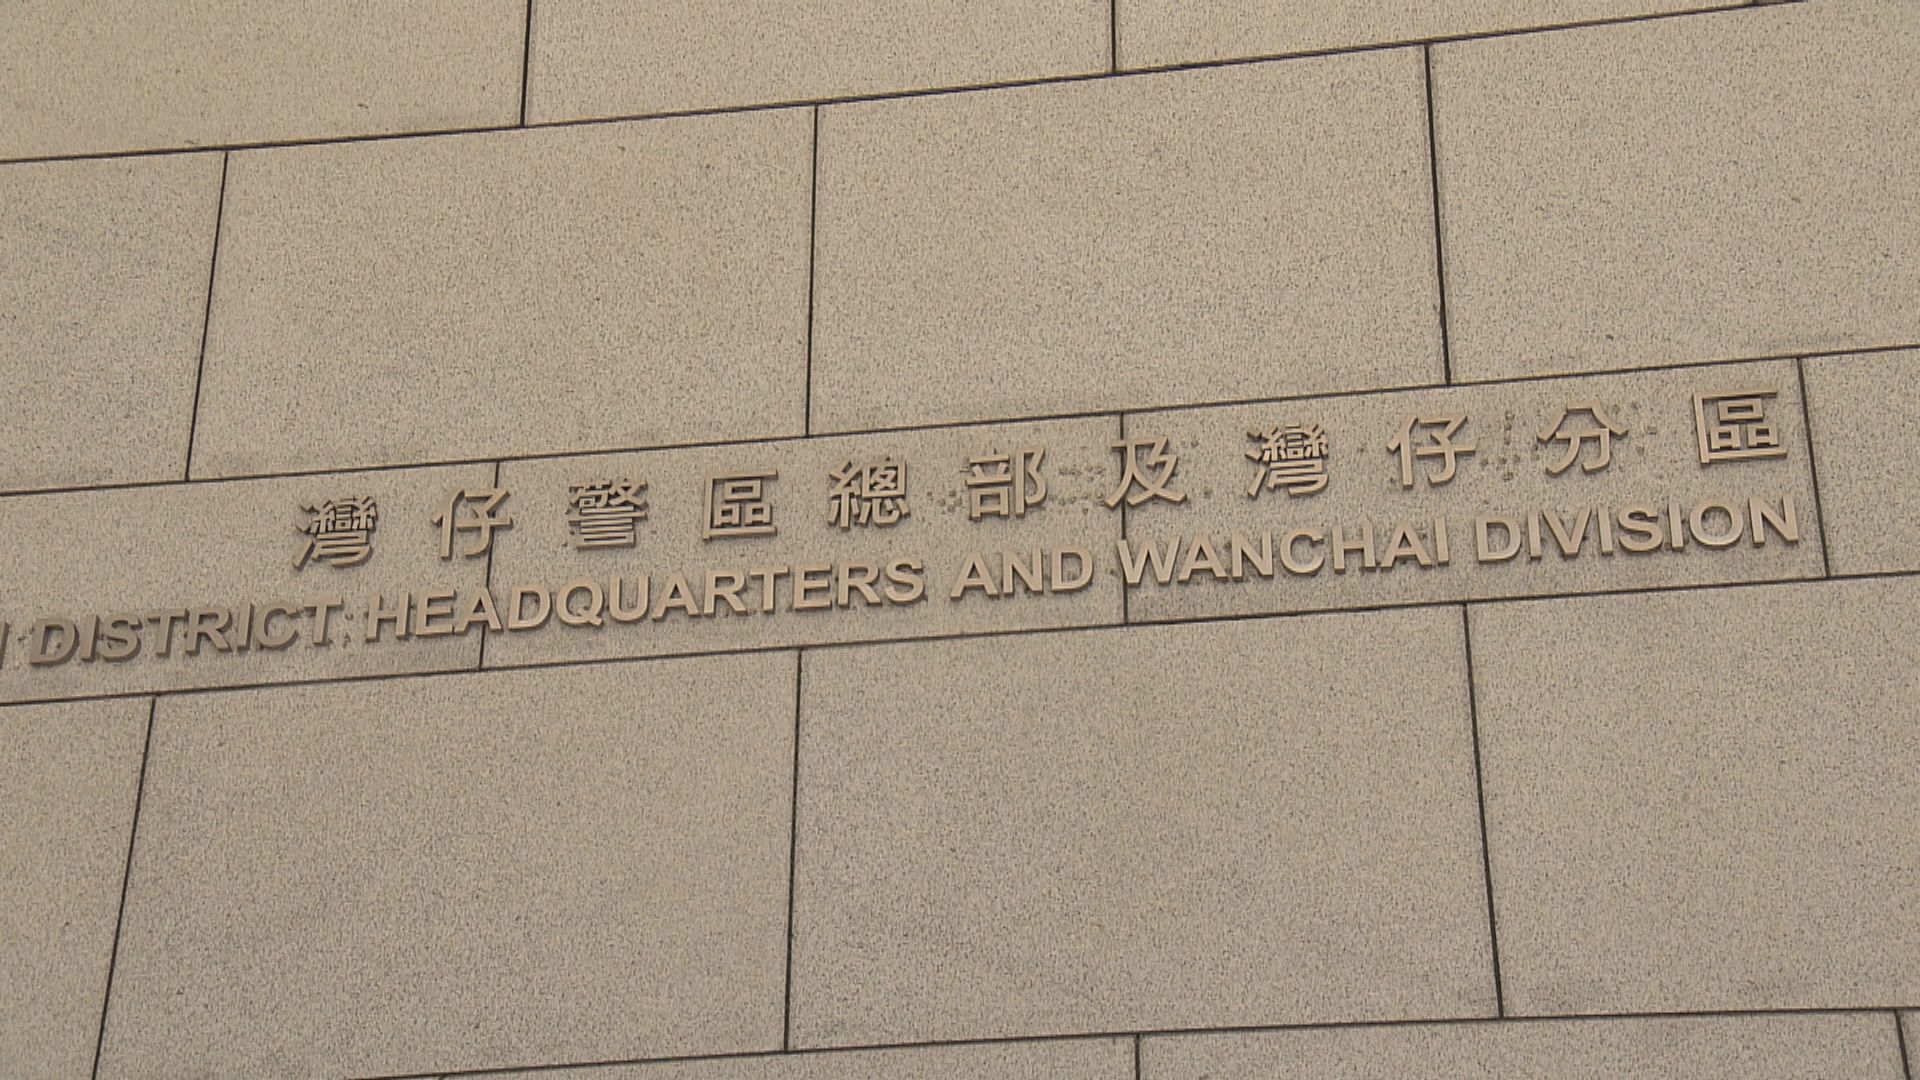 灣仔警區總部及灣仔分區
DISTRICT HEADQUARTERS AND WANCHAI DIVISION